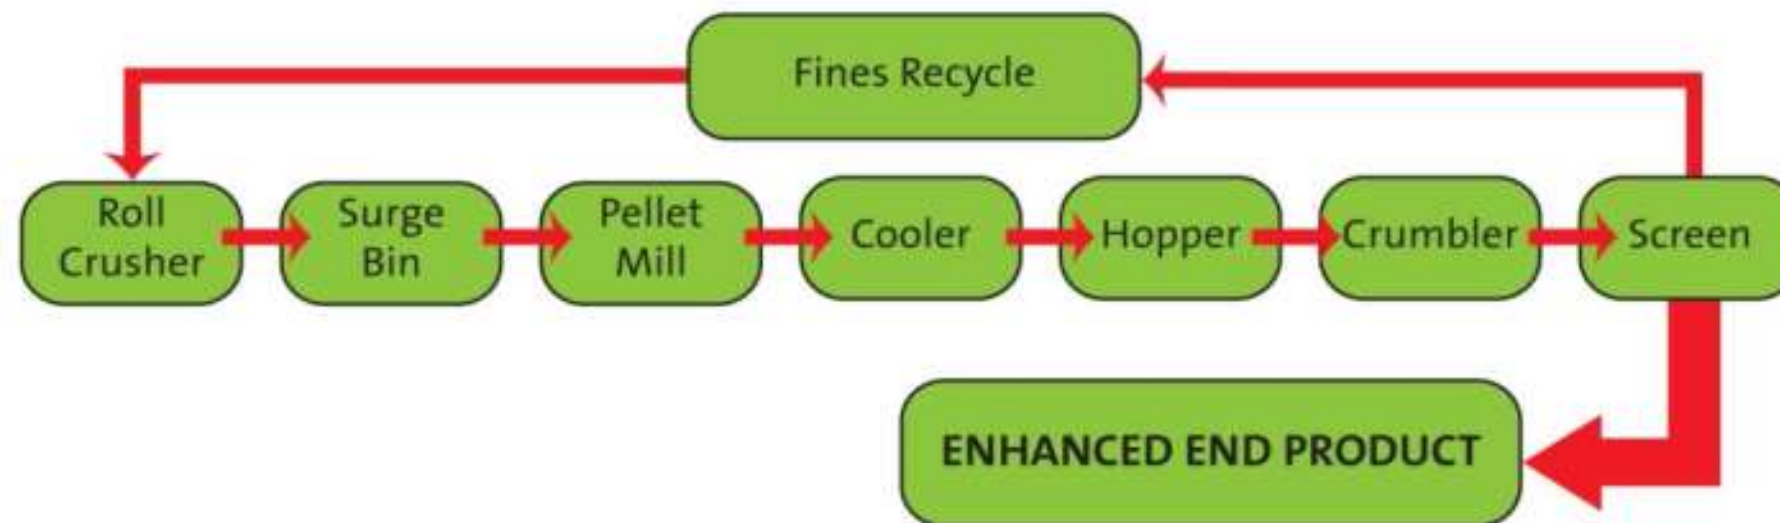 Fines Recycle
Roll
Crusher
Surge
Bin
Pellet
Mill
Cooler
Hopper
Crumbler
Screen
ENHANCED END PRODUCT